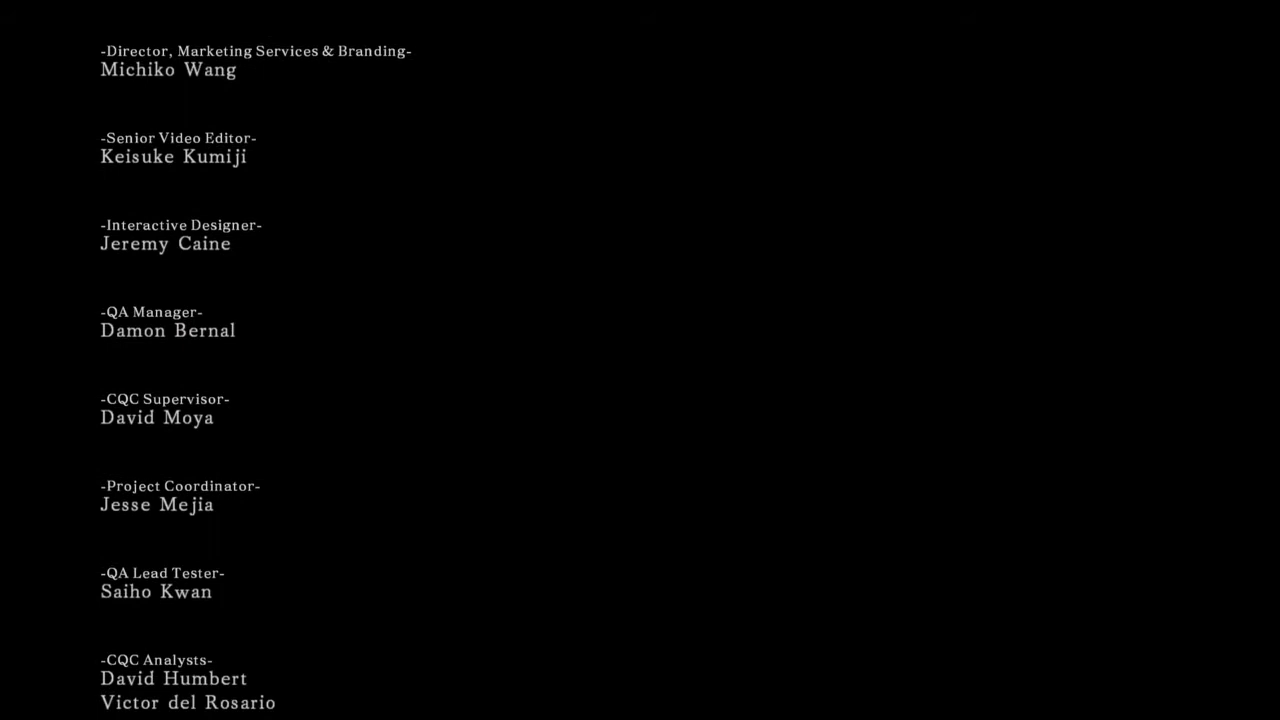 -Director, Marketing Services & Branding-
Michiko Wang
-Senior Video Editor-
Keisuke Kumiji
-Interactive Designer-
Jeremy Caine
-QA Manager-
Damon Bernal
-CQC Supervisor-
David Moya
-Project Coordinator-
Jesse Mejia
-QA Lead Tester-
Saiho Kwan
-CQC Analysts-
David Humbert
Victor del Rosario